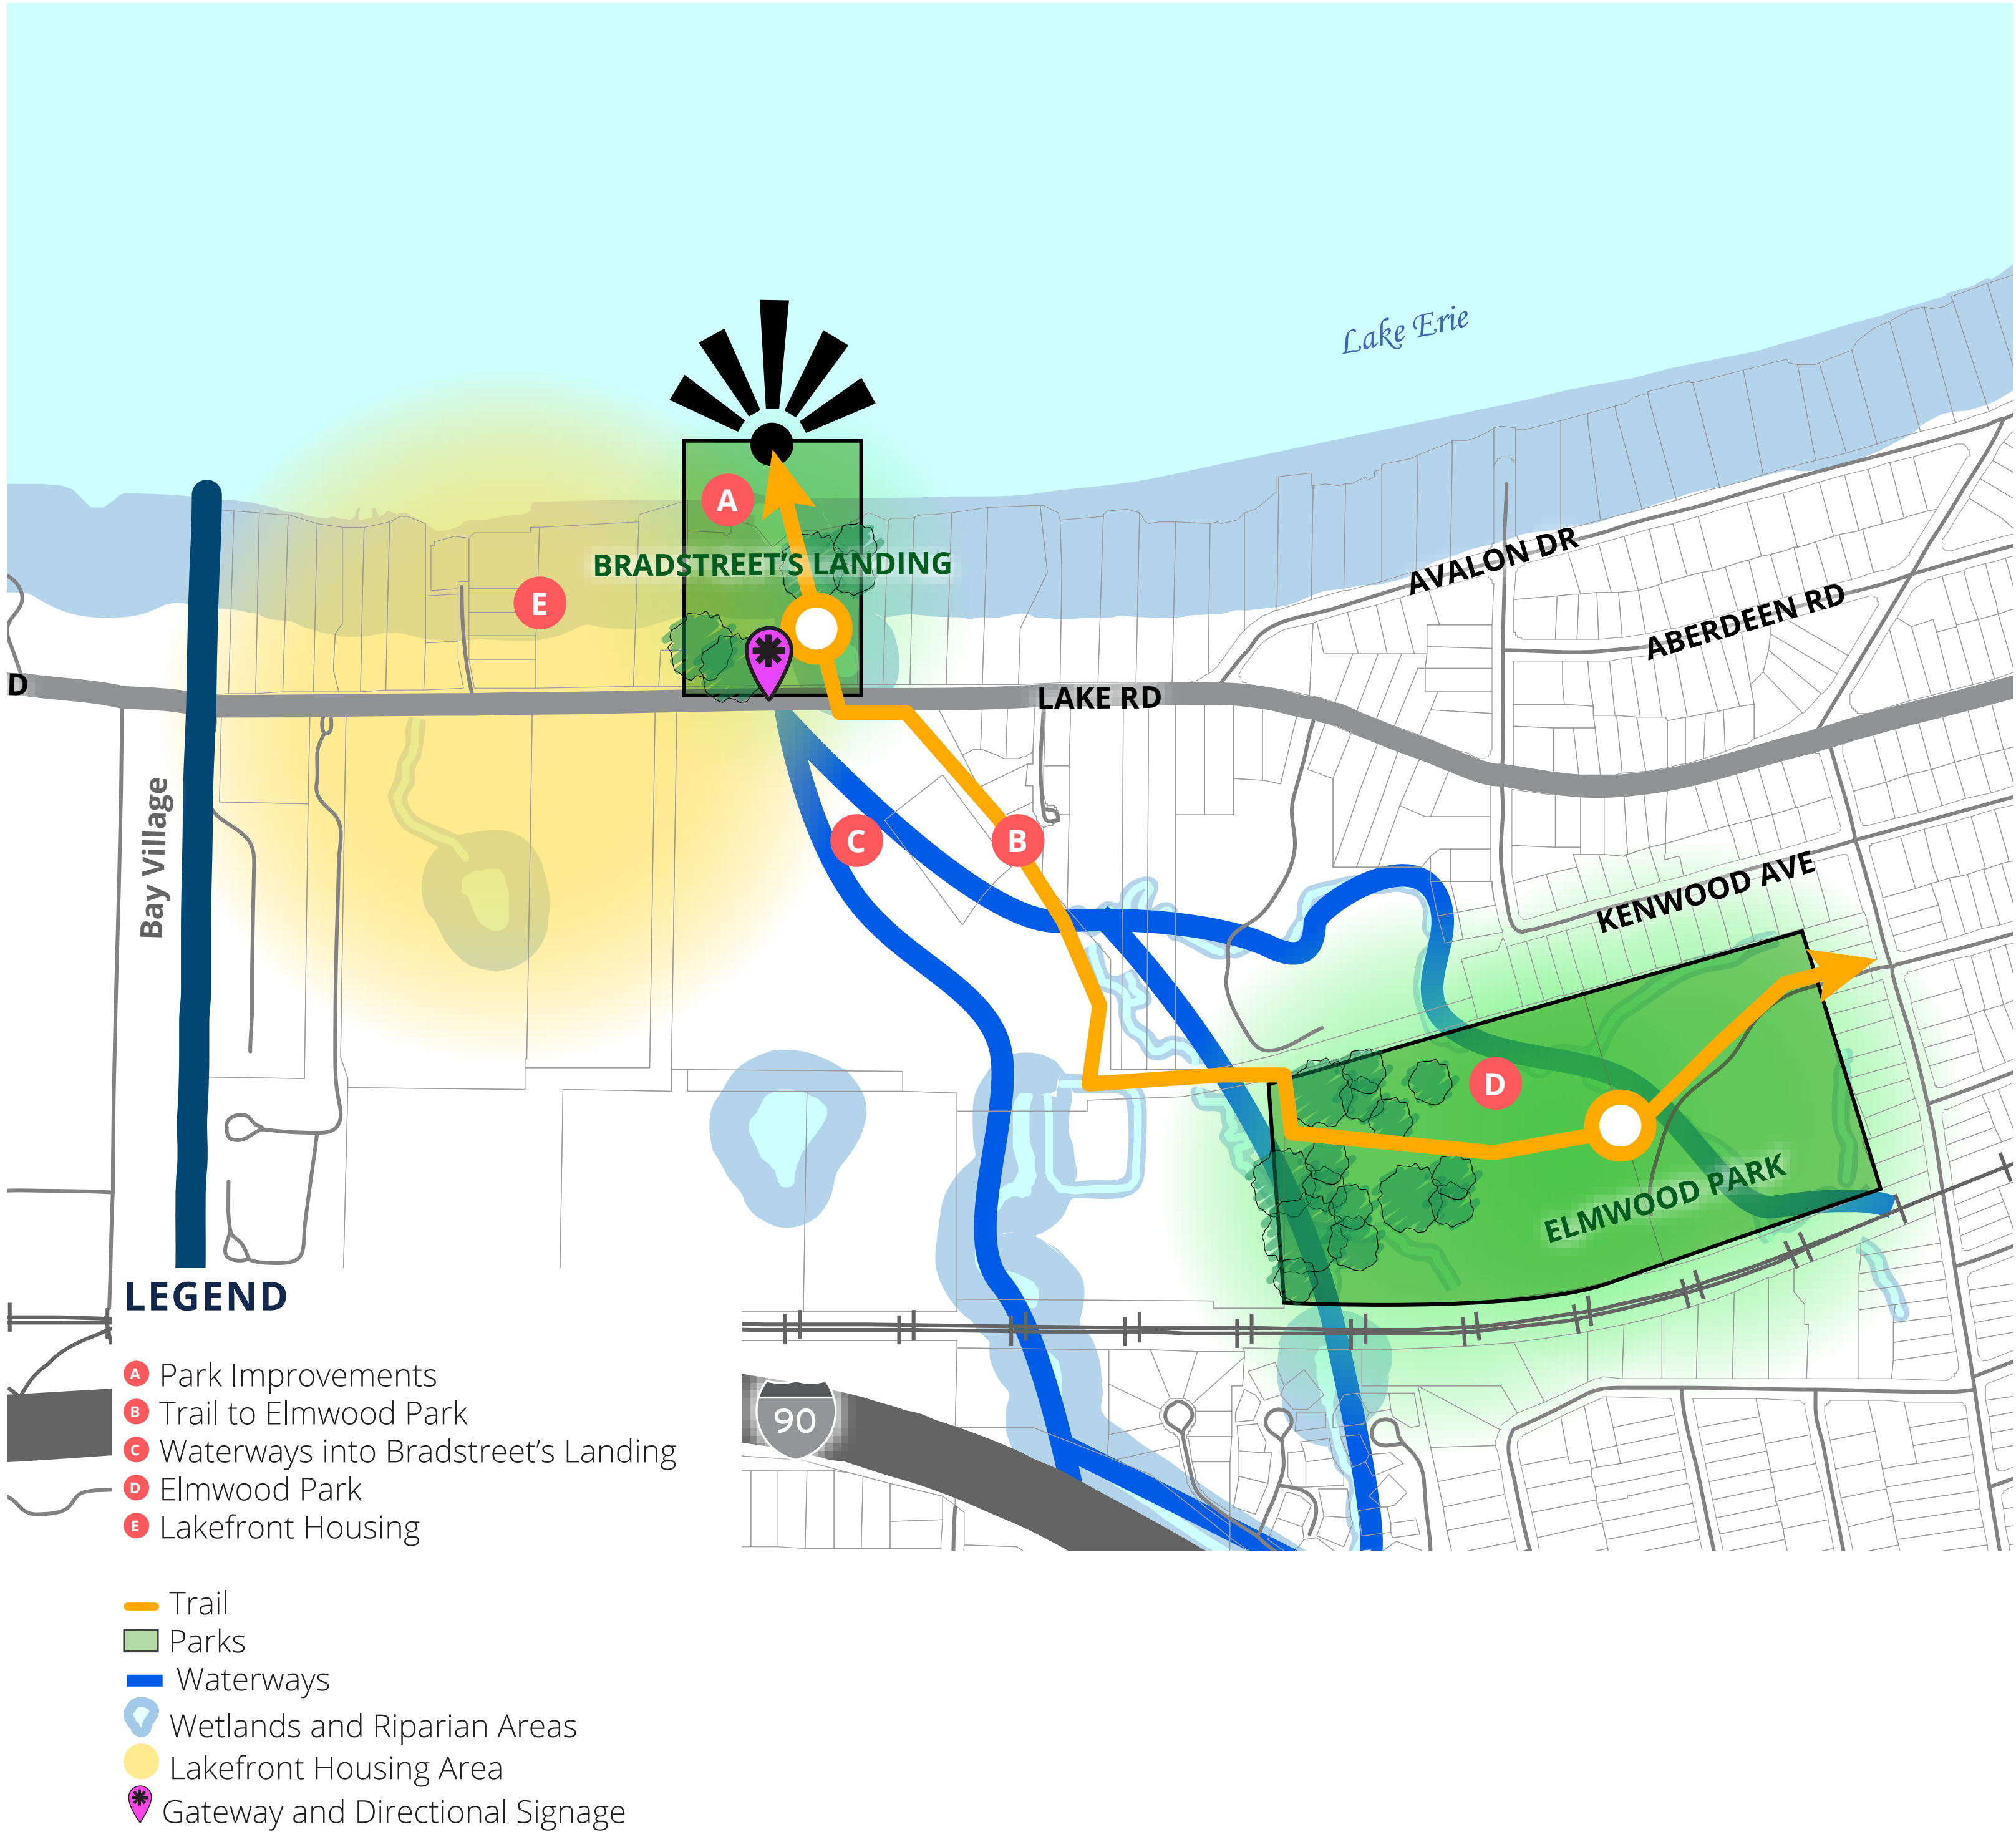 Lake Erie
A
BRADSTREET'S LANDING
AVALON DR
E
ABERDEEN RD
D
LAKE RD
Bay Village
C
B
KENWOOD AVE
D
ELMWOOD PARK
90
LEGEND
A Park Improvements
B Trail to Elmwood Park
C Waterways into Bradstreet’s Landing
D Elmwood Park
E Lakefront Housing
Trail
Parks
Waterways
Wetlands and Riparian Areas
Lakefront Housing Area
Gateway and Directional Signage